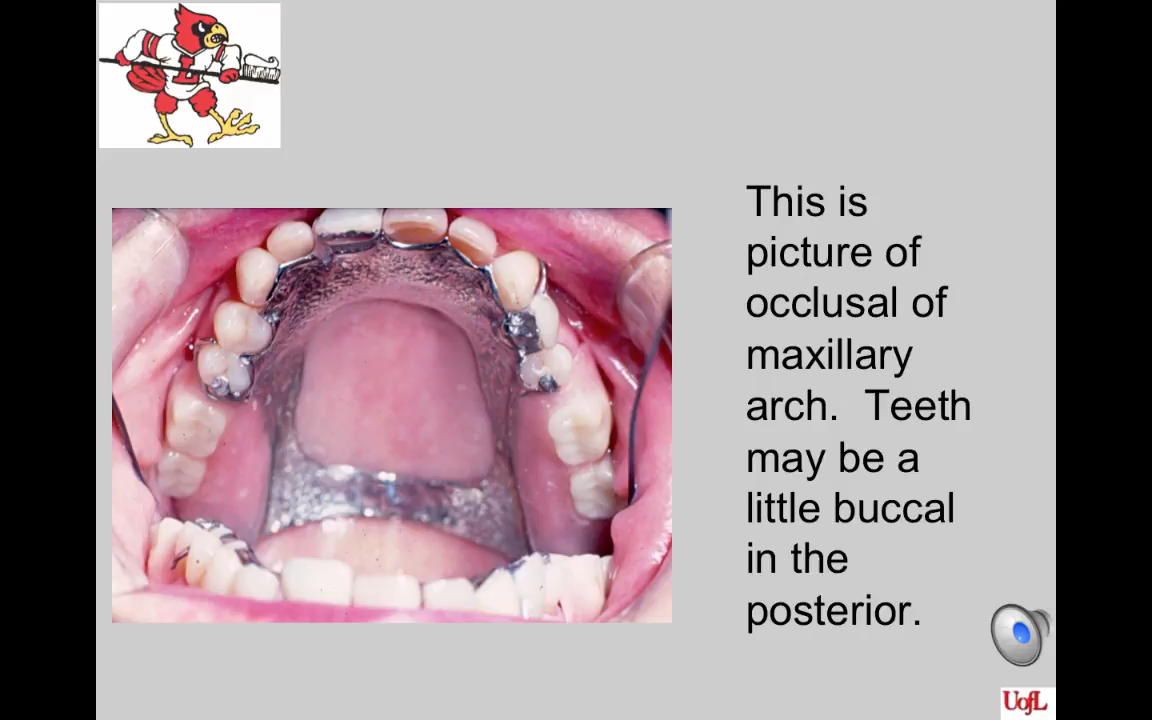 L
This is
picture of
occlusal of
maxillary
arch.  Teeth
may be a
little buccal
in the
posterior.
UofL